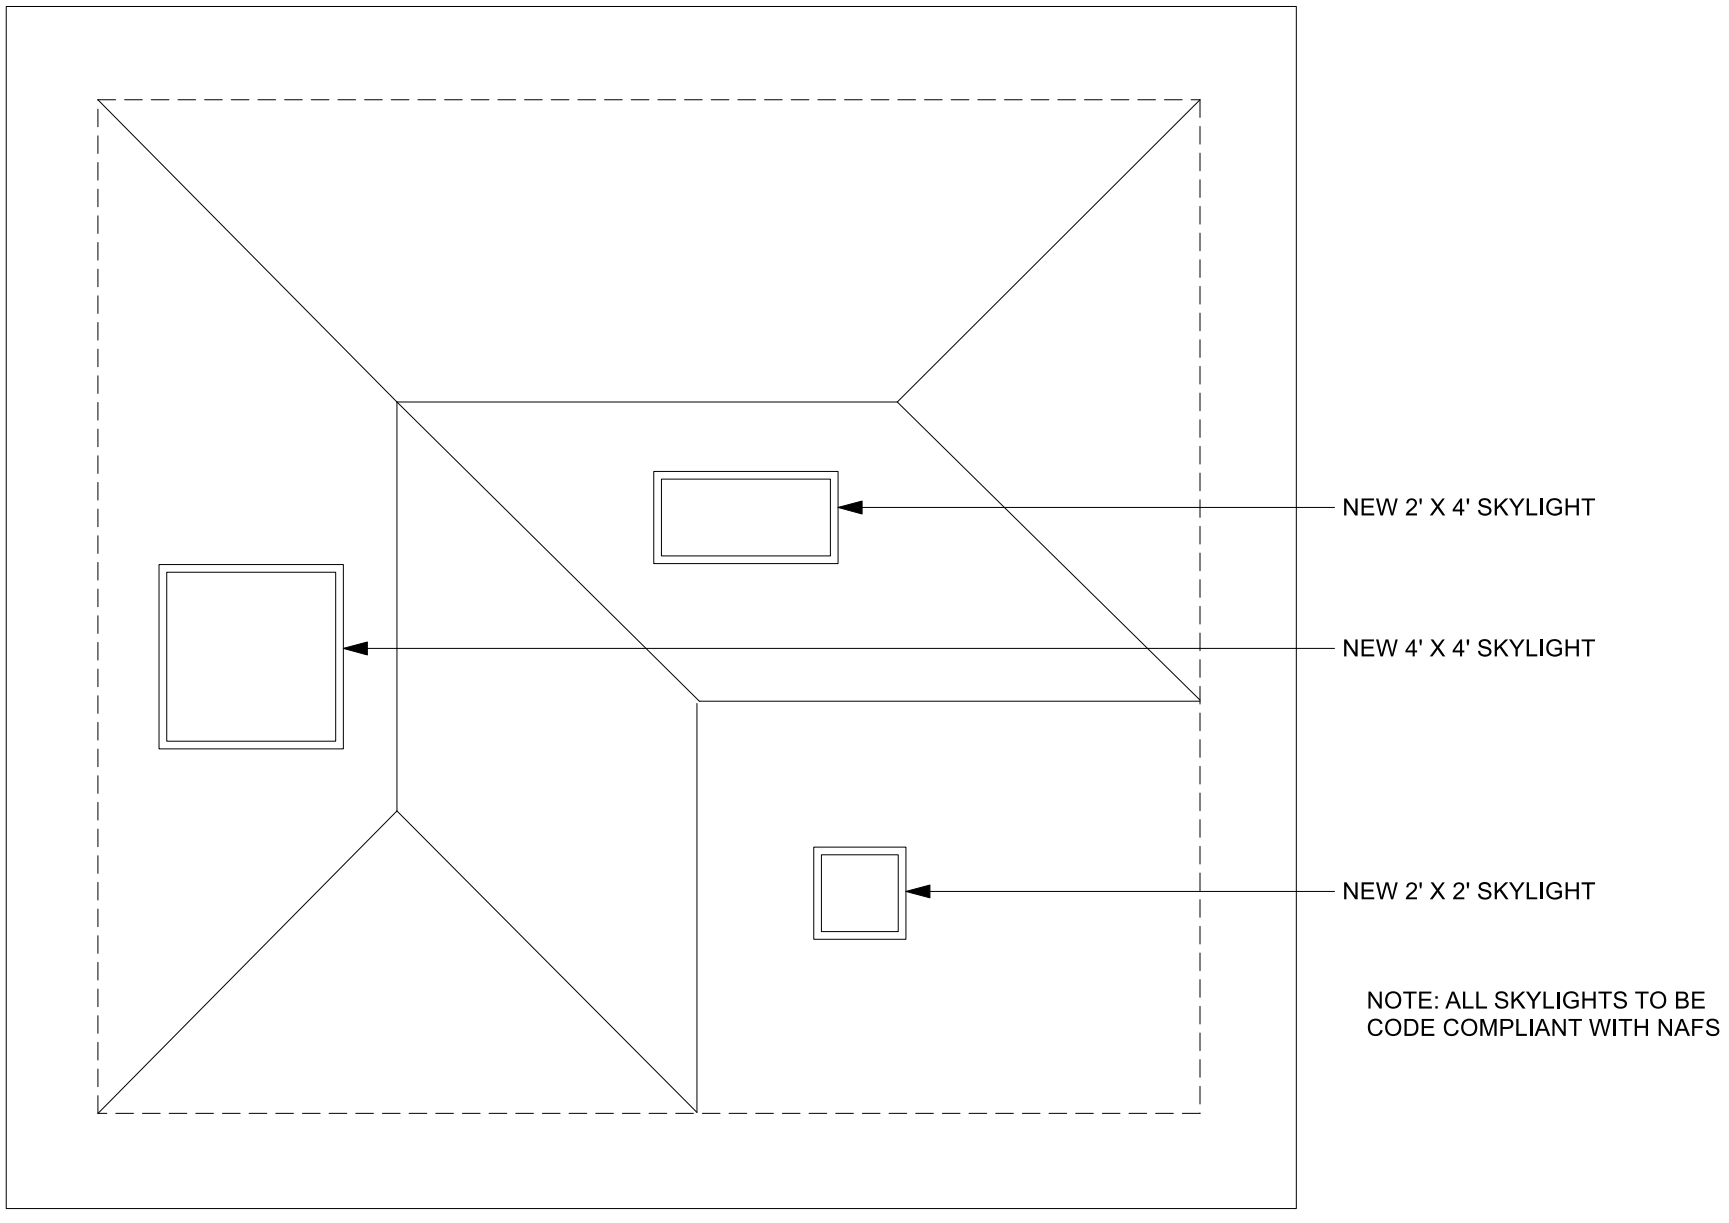 NEW 2' X 4' SKYLIGHT
NEW 4' X 4' SKYLIGHT
NEW 2' X 2' SKYLIGHT
NOTE: ALL SKYLIGHTS TO BE
CODE COMPLIANT WITH NAFS